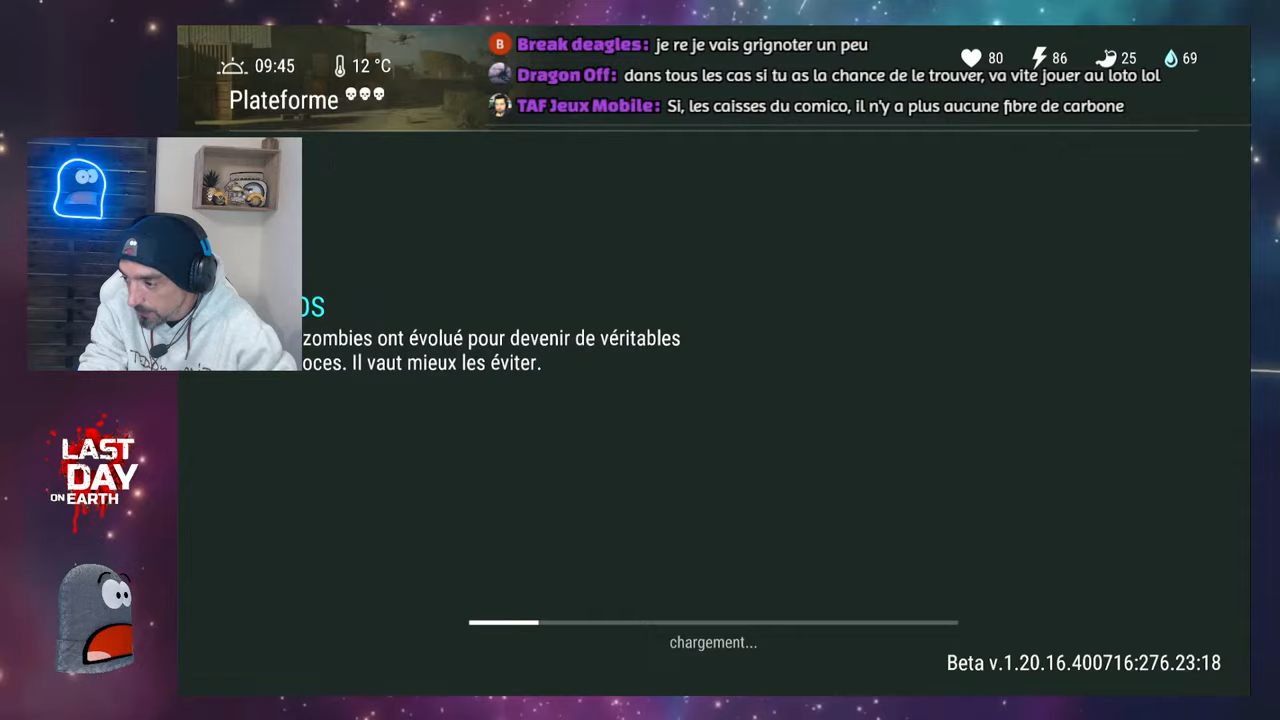 09:45
12 °C
Plateforme
B Break deagles: je re je vais grignoter un peu
Dragon Off: dans tous les cas si tu as la chance de le trouver, va vite jouer au loto lol
TAF Jeux Mobile: Si, les caisses du comico, il n'y a plus aucune fibre de carbone
80
86
25
69
OS
zombies ont évolué pour devenir de véritables
oces. Il vaut mieux les éviter.
LAST
DAY
ON EARTH
chargement...
Beta v.1.20.16.400716:276.23:18